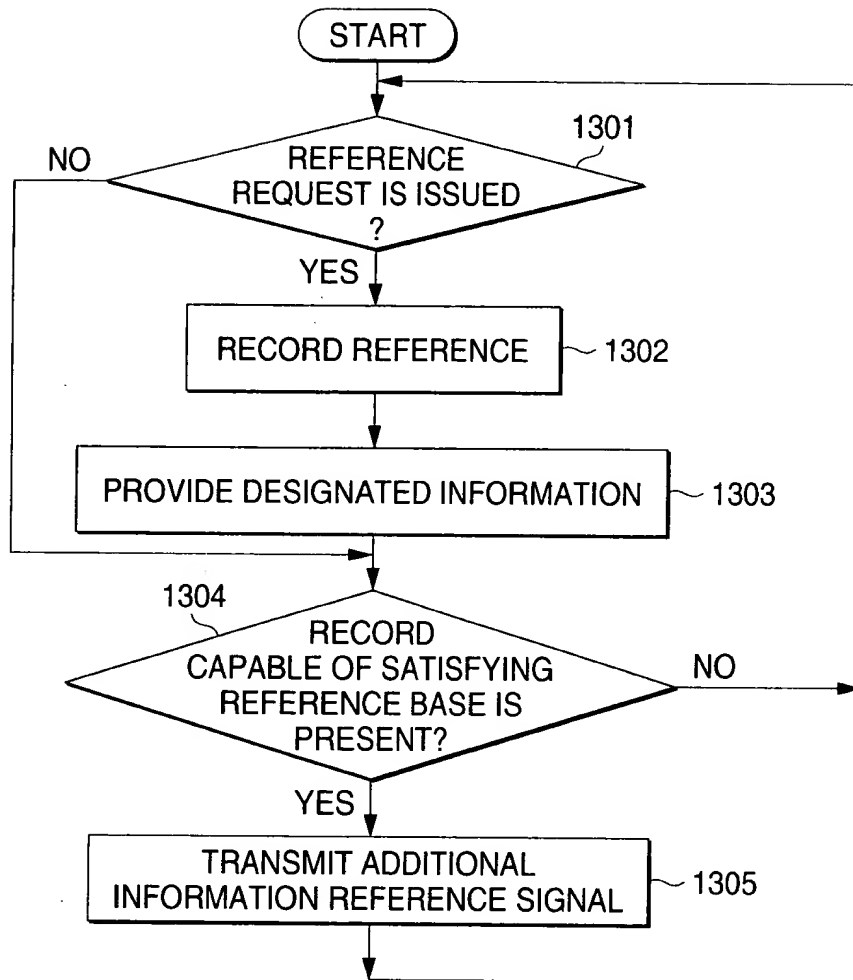 START
1301
NO
REFERENCE
REQUEST IS ISSUED
?
YES
RECORD REFERENCE
1302
PROVIDE DESIGNATED INFORMATION
1303
1304
RECORD
CAPABLE OF SATISFYING
REFERENCE BASE IS
PRESENT?
NO
YES
TRANSMIT ADDITIONAL
INFORMATION REFERENCE SIGNAL
1305